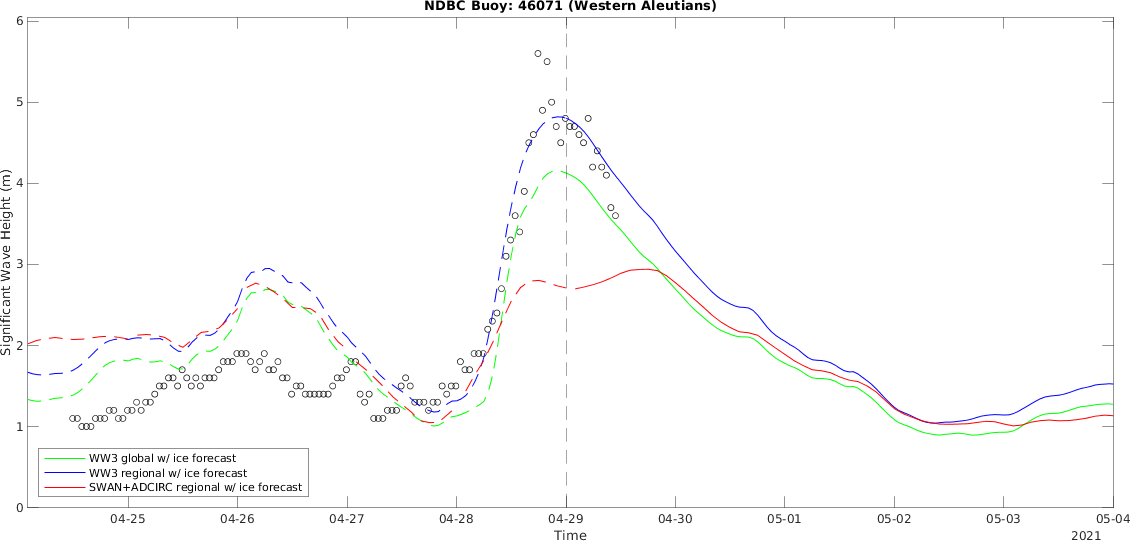 NDBC Buoy: 46071 (Western Aleutians)
6
5
4
3
2
1
0
Significant Wave Height (m)
WW3 global w/ ice forecast
WW3 regional w/ ice forecast
SWAN+ADCIRC regional w/ ice forecast
04-25 04-26 04-27 04-28 04-29 04-30 05-01 05-02 05-03 05-04
Time
2021